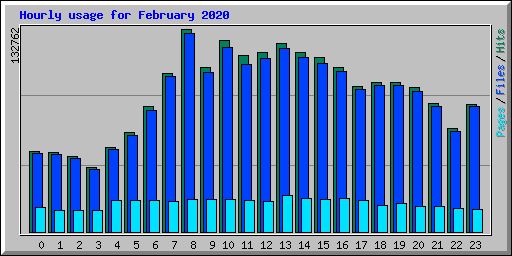 Hourly usage for February 2020
132762
Pages/Files/Hits
0 1 2 3 4 5 6 7 8 9 10 11 12 13 14 15 16 17 18 19 20 21 22 23